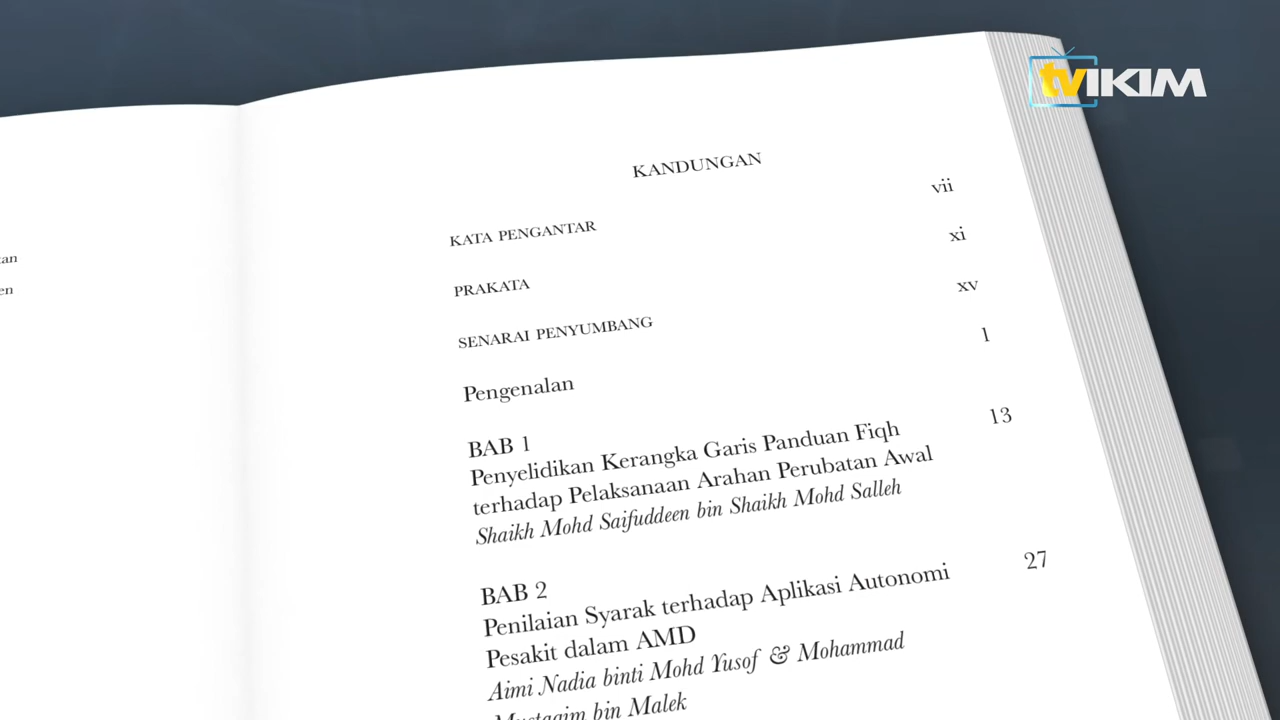 tvIKIM
KANDUNGAN
KATA PENGANTAR vii
PRAKATA xi
SENARAI PENYUMBANG xv
Pengenalan 1
BAB 1
Penyelidikan Kerangka Garis Panduan Fiqh 13
terhadap Pelaksanaan Arahan Perubatan Awal
Shaikh Mohd Saifuddeen bin Shaikh Mohd Salleh
BAB 2
Penilaian Syarak terhadap Aplikasi Autonomi 27
Pesakit dalam AMD
Aimi Nadia binti Mohd Yusof & Mohammad
bin Malek